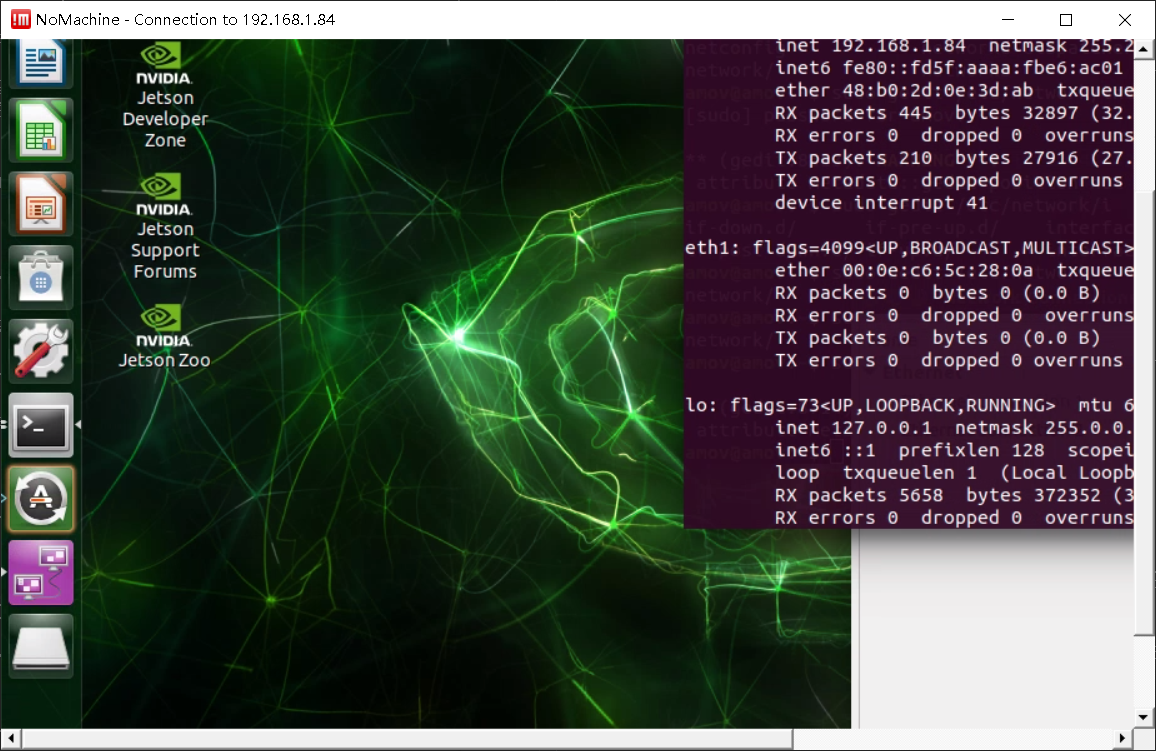 NoMachine - Connection to 192.168.1.84
NVIDIA.
Jetson
Developer
Zone
NVIDIA.
Jetson
Support
Forums
NVIDIA.
Jetson Zoo
inet 192.168.1.84  netmask 255.2
inet6 fe80::fd5f:aaaa:fbe6:ac01
ether 48:b0:2d:0e:3d:ab  txqueue
RX packets 445  bytes 32897 (32.
RX errors 0  dropped 0  overruns
TX packets 210  bytes 27916 (27.
TX errors 0  dropped 0 overruns
device interrupt 41
eth1: flags=4099<UP,BROADCAST,MULTICAST>
ether 00:0e:c6:5c:28:0a  txqueue
RX packets 0  bytes 0 (0.0 B)
RX errors 0  dropped 0  overruns
TX packets 0  bytes 0 (0.0 B)
TX errors 0  dropped 0 overruns
lo: flags=73<UP,LOOPBACK,RUNNING>  mtu 6
inet 127.0.0.1  netmask 255.0.0.
inet6 ::1  prefixlen 128  scopei
loop  txqueuelen 1  (Local Loopb
RX packets 5658  bytes 372352 (3
RX errors 0  dropped 0  overruns